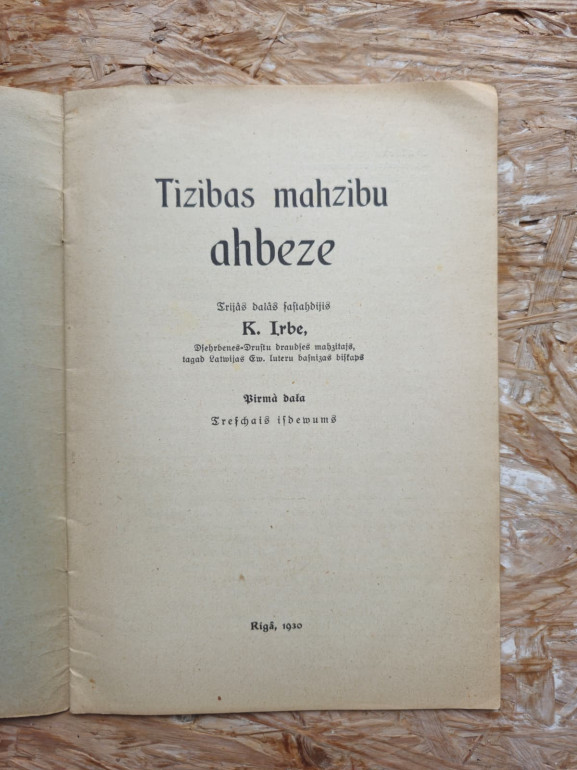 Tizibas mahzibu
ahbeze
Trijās daļās ſaſtahdijis
K. Irbe,
Dſehrbenes-Druſtu draudſes mahzitajs,
tagad Latwijas Ew. luteru baſnizas biſkaps
Pirmā daļa
Treſchais iſdewums
Rigā, 1930